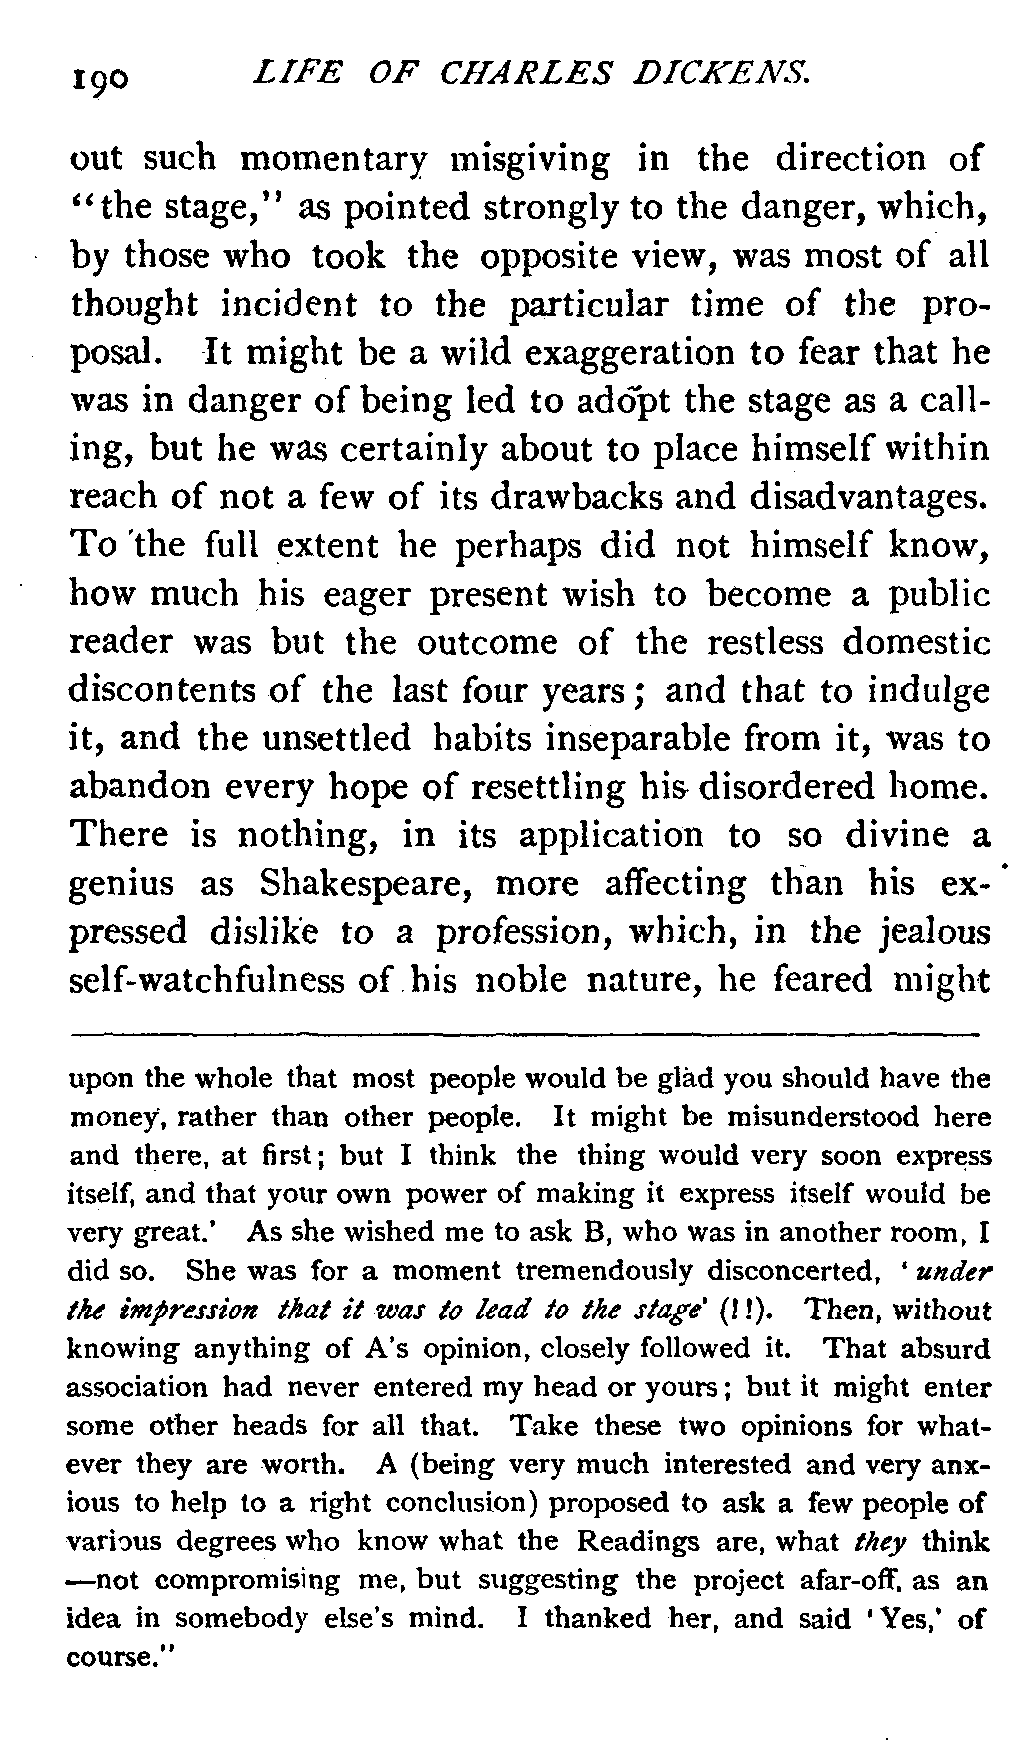 190 LIFE OF CHARLES DICKENS.
out such momentary misgiving in the direction of
"the stage," as pointed strongly to the danger, which,
by those who took the opposite view, was most of all
thought incident to the particular time of the pro-
posal. It might be a wild exaggeration to fear that he
was in danger of being led to adopt the stage as a call-
ing, but he was certainly about to place himself within
reach of not a few of its drawbacks and disadvantages.
To the full extent he perhaps did not himself know,
how much his eager present wish to become a public
reader was but the outcome of the restless domestic
discontents of the last four years; and that to indulge
it, and the unsettled habits inseparable from it, was to
abandon every hope of resettling his disordered home.
There is nothing, in its application to so divine a
genius as Shakespeare, more affecting than his ex-
pressed dislike to a profession, which, in the jealous
self-watchfulness of his noble nature, he feared might
upon the whole that most people would be glad you should have the
money, rather than other people. It might be misunderstood here
and there, at first; but I think the thing would very soon express
itself, and that your own power of making it express itself would be
very great.' As she wished me to ask B, who was in another room, I
did so. She was for a moment tremendously disconcerted, 'under
the impression that it was to lead to the stage' (!!). Then, without
knowing anything of A's opinion, closely followed it. That absurd
association had never entered my head or yours; but it might enter
some other heads for all that. Take these two opinions for what-
ever they are worth. A (being very much interested and very anx-
ious to help to a right conclusion) proposed to ask a few people of
various degrees who know what the Readings are, what they think
—not compromising me, but suggesting the project afar-off, as an
idea in somebody else's mind. I thanked her, and said 'Yes,' of
course."